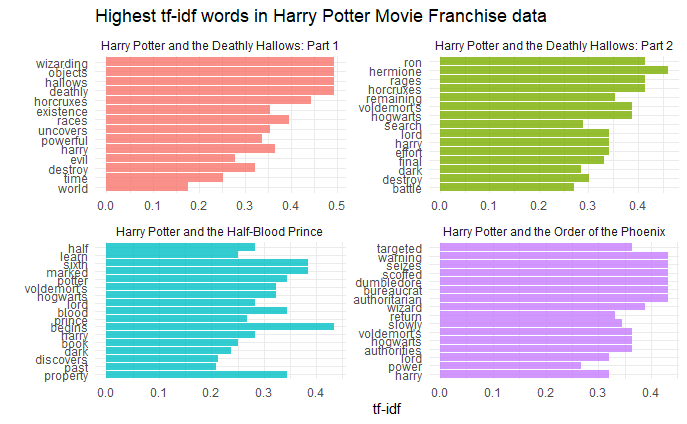 Highest tf-idf words in Harry Potter Movie Franchise data
Harry Potter and the Deathly Hallows: Part 1
wizarding
objects
hallows
deathly
horcruxes
existence
races
uncovers
powerful
harry
evil
destroy
time
world
0.0 0.1 0.2 0.3 0.4 0.5
Harry Potter and the Deathly Hallows: Part 2
ron
hermione
rages
horcruxes
remaining
voldemort's
hogwarts
search
lord
harry
effort
final
dark
destroy
battle
0.0 0.1 0.2 0.3 0.4
Harry Potter and the Half-Blood Prince
half
learn
sixth
marked
potter
voldemort's
hogwarts
lord
blood
prince
begins
harry
book
dark
discovers
past
property
0.0 0.1 0.2 0.3 0.4
Harry Potter and the Order of the Phoenix
targeted
warning
seizes
scoffed
dumbledore
bureaucrat
authoritarian
wizard
return
slowly
voldemort's
hogwarts
authorities
lord
power
harry
0.0 0.1 0.2 0.3 0.4
tf-idf